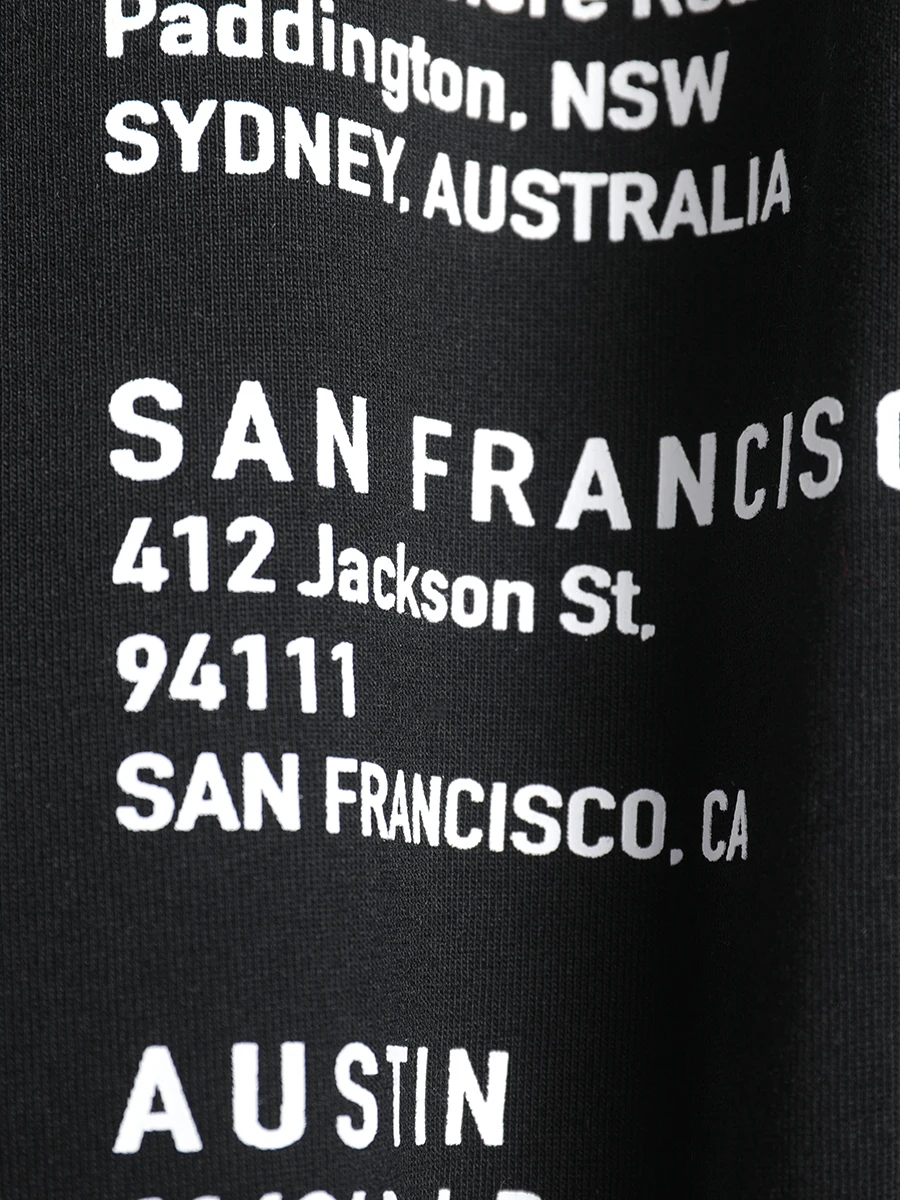 Paddington, NSW
SYDNEY, AUSTRALIA
SAN FRANCIS
412 Jackson St,
94111
SAN FRANCISCO, CA
AUSTIN